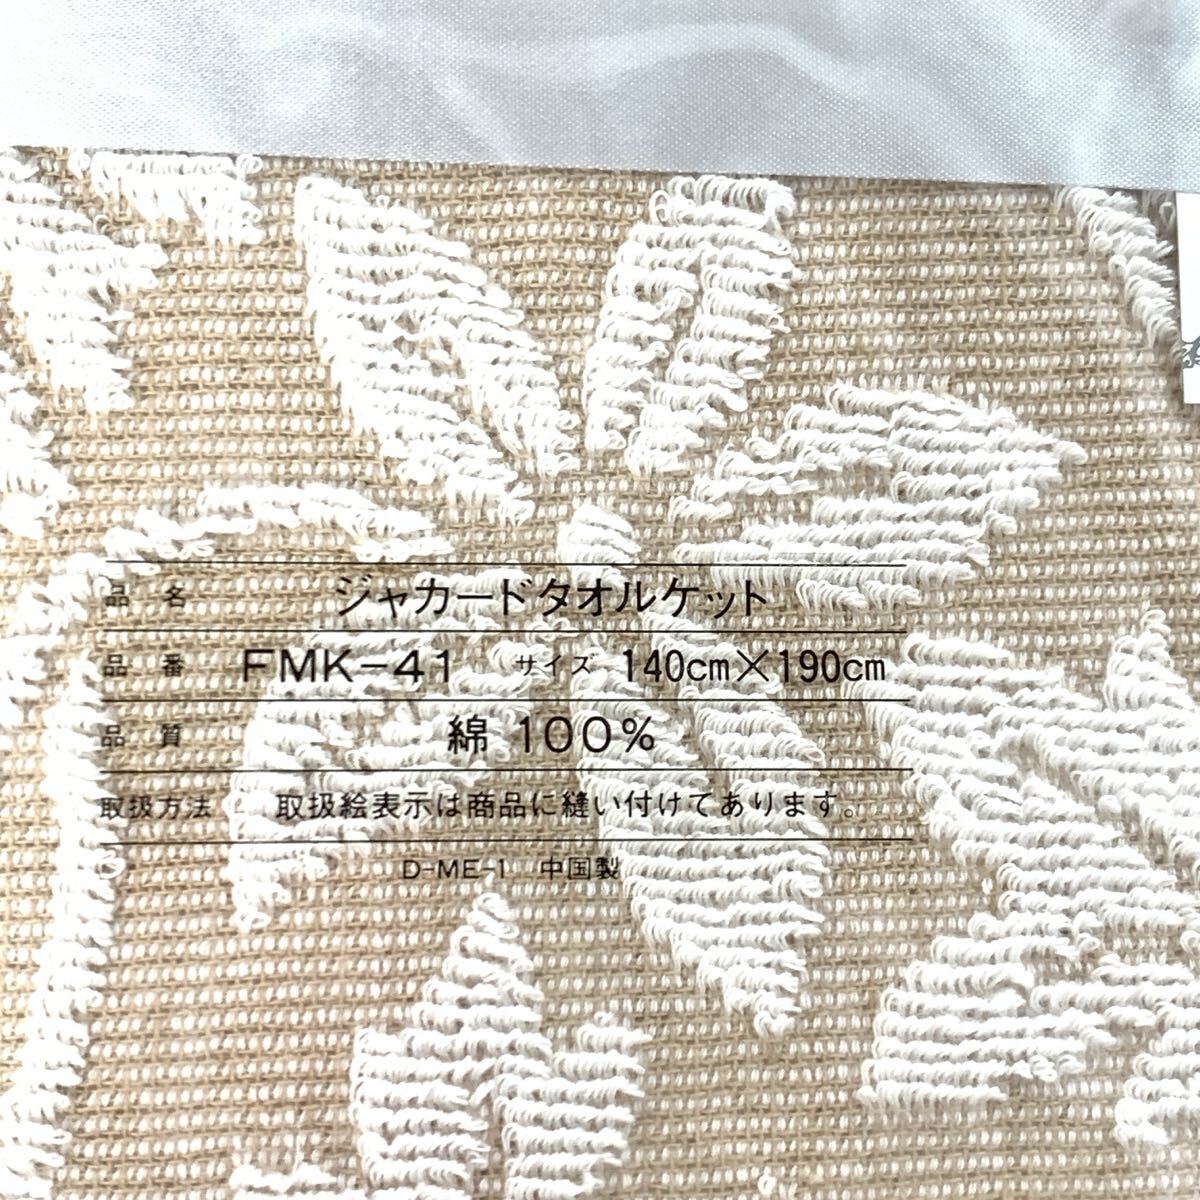 品 名 ジャカードタオルケット
品 番 FMK-41 サイズ 140cm×190cm
品 質 綿 100%
取扱方法 取扱絵表示は商品に縫い付けてあります。
D-ME-1 中国製